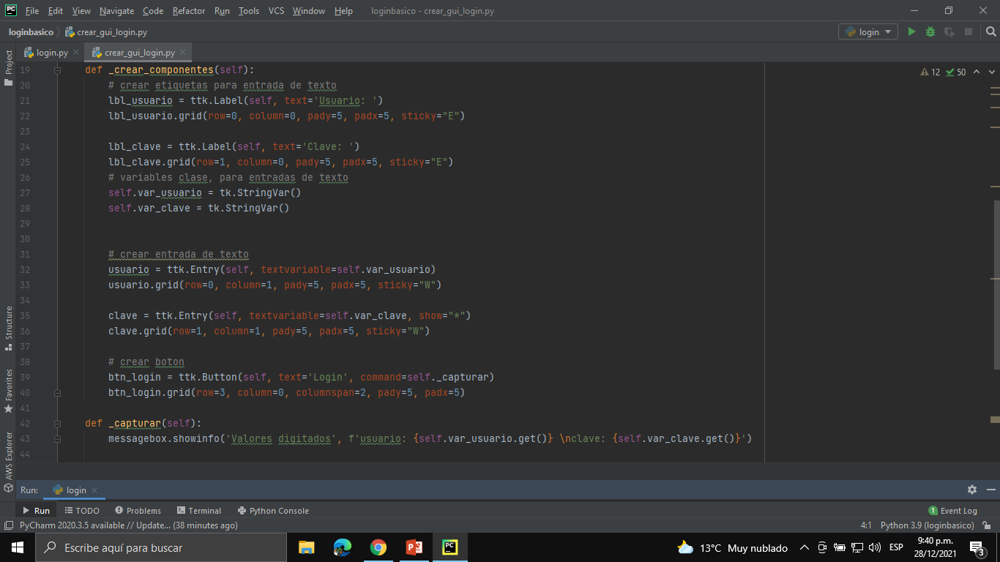 PC File Edit View Navigate Code Refactor Run Tools VCS Window Help loginbasico - crear_gui_login.py
loginbasico crear_gui_login.py login
Project login.py crear_gui_login.py
19 def _crear_componentes(self): 12 50
20 # crear etiquetas para entrada de texto
21 lbl_usuario = ttk.Label(self, text='Usuario: ')
22 lbl_usuario.grid(row=0, column=0, pady=5, padx=5, sticky="E")
23
24 lbl_clave = ttk.Label(self, text='Clave: ')
25 lbl_clave.grid(row=1, column=0, pady=5, padx=5, sticky="E")
26 # variables clase, para entradas de texto
27 self.var_usuario = tk.StringVar()
28 self.var_clave = tk.StringVar()
29
30
31 # crear entrada de texto
32 usuario = ttk.Entry(self, textvariable=self.var_usuario)
33 usuario.grid(row=0, column=1, pady=5, padx=5, sticky="W")
34
35 clave = ttk.Entry(self, textvariable=self.var_clave, show="*")
36 clave.grid(row=1, column=1, pady=5, padx=5, sticky="W")
37
38 # crear boton
39 btn_login = ttk.Button(self, text='Login', command=self._capturar)
40 btn_login.grid(row=3, column=0, columnspan=2, pady=5, padx=5)
41
42 def _capturar(self):
43 messagebox.showinfo('Valores digitados', f'usuario: {self.var_usuario.get()} \nclave: {self.var_clave.get()}')
44
Structure
Favorites
AWS Explorer
Run: login
Run TODO Problems Terminal Python Console 1 Event Log
PyCharm 2020.3.5 available // Update... (38 minutes ago) 4:1 Python 3.9 (loginbasico)
Escribe aquí para buscar PC 13°C Muy nublado ESP 9:40 p.m. 3
28/12/2021